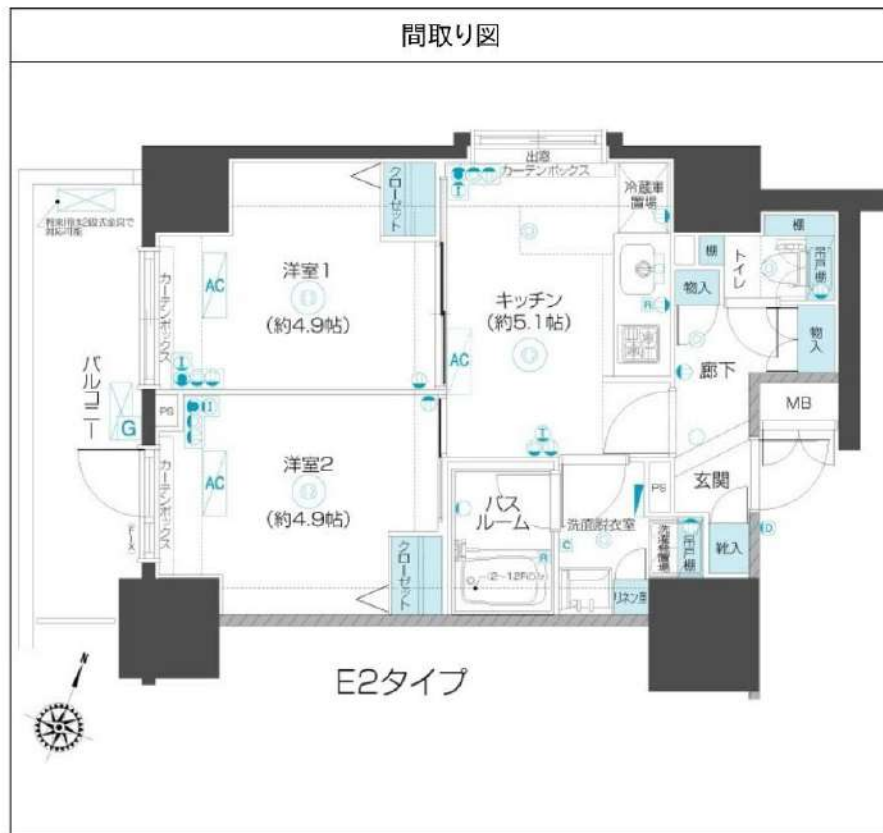 間取り図
出窓
カーテンボックス
冷蔵庫
置場
クローゼット
洋室1
(約4.9帖)
AC
カーテンボックス
キッチン
(約5.1帖)
AC
R
棚
トイレ
棚
吊戸棚
物入
物入
廊下
MB
バルコニー
G
PS
洋室2
(約4.9帖)
AC
カーテンボックス
FIX
クローゼット
バス
ルーム
R
洗面脱衣室
C
PS
玄関
吊戸棚
靴入
リネン庫
D
N
E2タイプ